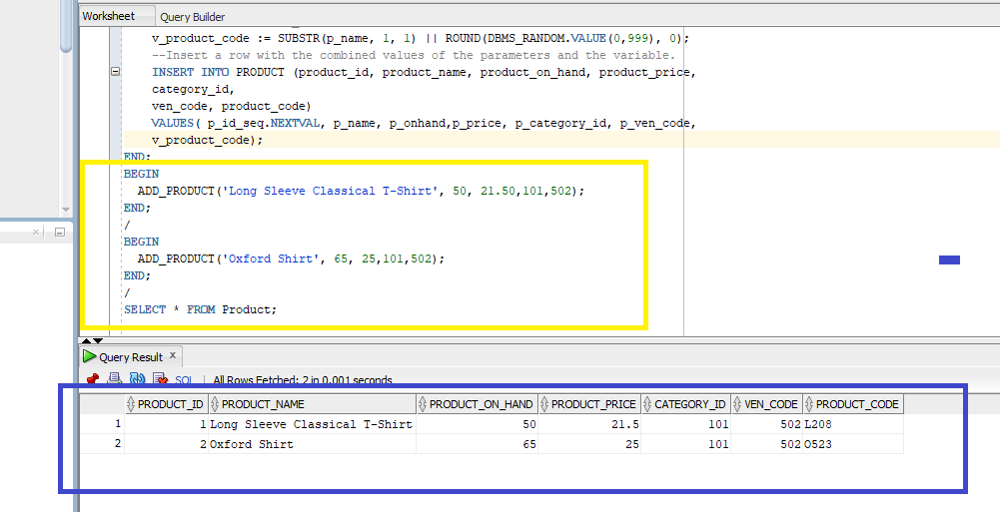 Worksheet Query Builder
v_product_code := SUBSTR(p_name, 1, 1) || ROUND(DBMS_RANDOM.VALUE(0,999), 0);
--Insert a row with the combined values of the parameters and the variable.
INSERT INTO PRODUCT (product_id, product_name, product_on_hand, product_price,
category_id,
ven_code, product_code)
VALUES( p_id_seq.NEXTVAL, p_name, p_onhand,p_price, p_category_id, p_ven_code,
v_product_code);
END;
BEGIN
ADD_PRODUCT('Long Sleeve Classical T-Shirt', 50, 21.50,101,502);
END;
/
BEGIN
ADD_PRODUCT('Oxford Shirt', 65, 25,101,502);
END;
/
SELECT * FROM Product;
Query Result x
SQL | All Rows Fetched: 2 in 0.001 seconds
PRODUCT_ID PRODUCT_NAME PRODUCT_ON_HAND PRODUCT_PRICE CATEGORY_ID VEN_CODE PRODUCT_CODE
1 1 Long Sleeve Classical T-Shirt 50 21.5 101 502 L208
2 2 Oxford Shirt 65 25 101 502 O523